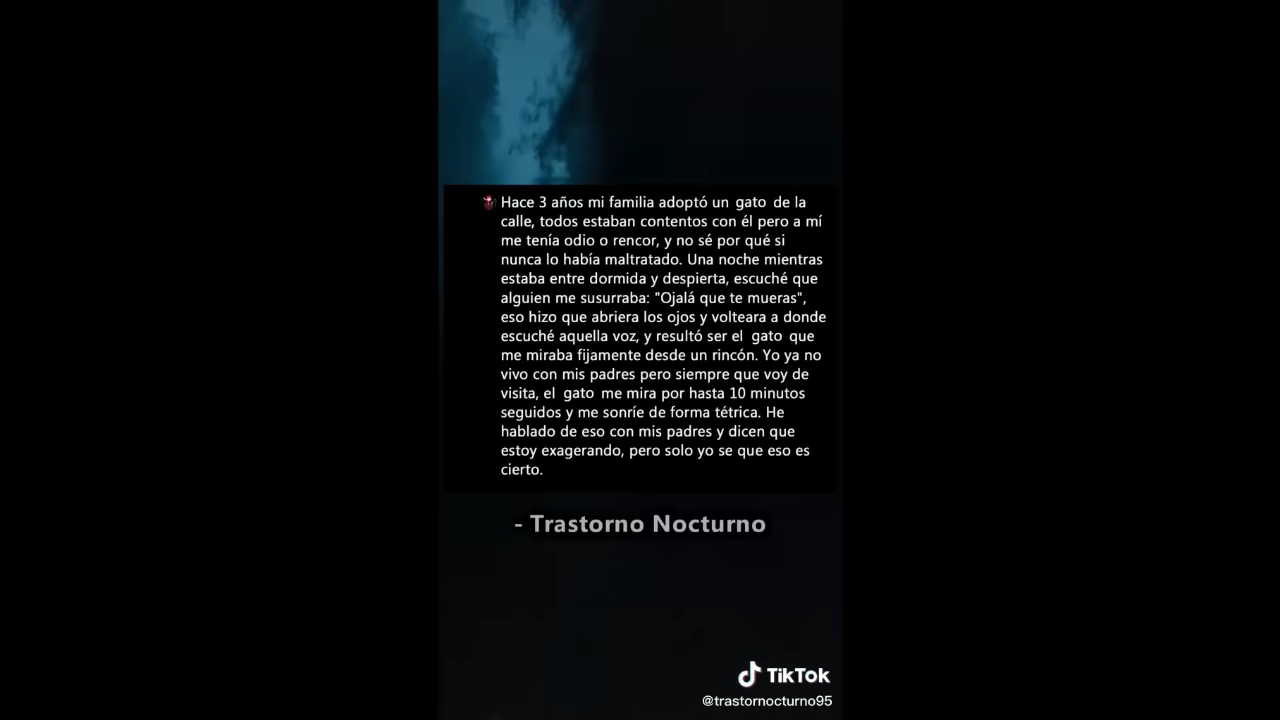 Hace 3 años mi familia adoptó un gato de la
calle, todos estaban contentos con él pero a mí
me tenía odio o rencor, y no sé por qué si
nunca lo había maltratado. Una noche mientras
estaba entre dormida y despierta, escuché que
alguien me susurraba: "Ojalá que te mueras",
eso hizo que abriera los ojos y volteara a donde
escuché aquella voz, y resultó ser el gato que
me miraba fijamente desde un rincón. Yo ya no
vivo con mis padres pero siempre que voy de
visita, el gato me mira por hasta 10 minutos
seguidos y me sonríe de forma tétrica. He
hablado de eso con mis padres y dicen que
estoy exagerando, pero solo yo se que eso es
cierto.
- Trastorno Nocturno
TikTok
@trastornocturno95